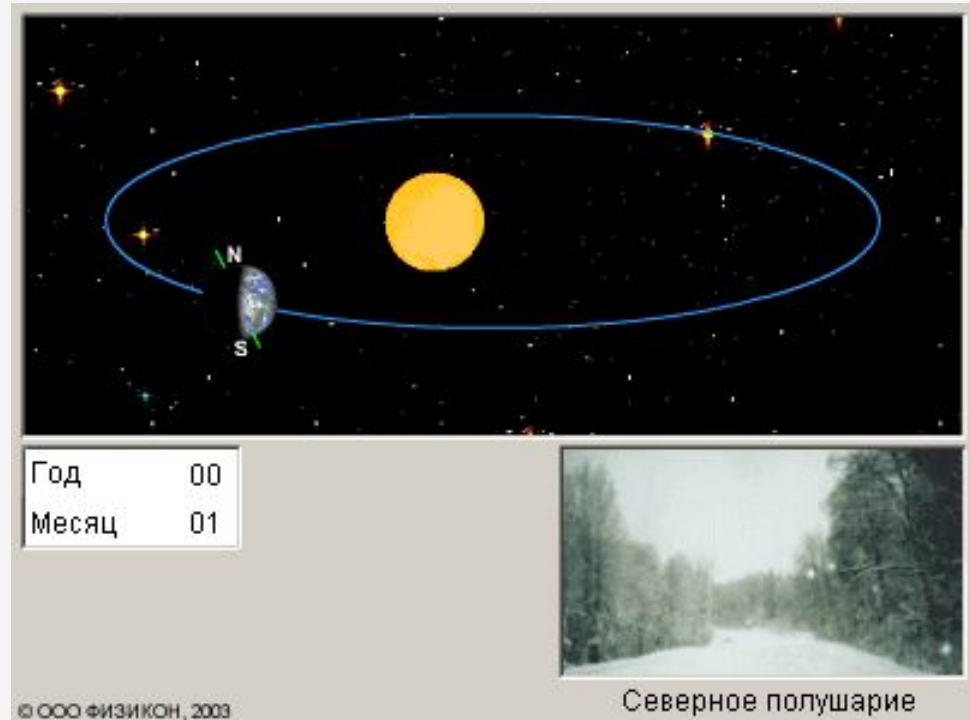 N
S
Год 00
Месяц 01
Северное полушарие
© ООО ФИЗИКОН, 2003